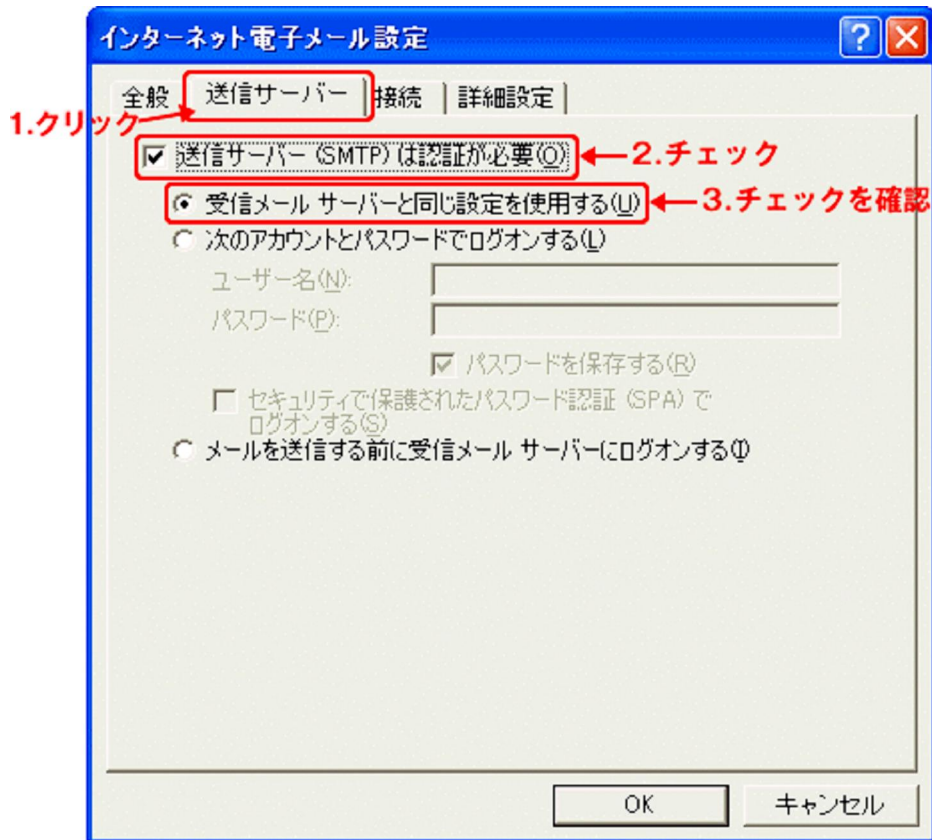 インターネット電子メール設定
全般 送信サーバー 接続 詳細設定
1.クリック
送信サーバー (SMTP) は認証が必要(O) 2.チェック
受信メール サーバーと同じ設定を使用する(U) 3.チェックを確認
次のアカウントとパスワードでログオンする(L)
ユーザー名(N):
パスワード(P):
パスワードを保存する(R)
セキュリティで保護されたパスワード認証 (SPA) で
ログオンする(S)
メールを送信する前に受信メール サーバーにログオンする(I)
OK キャンセル